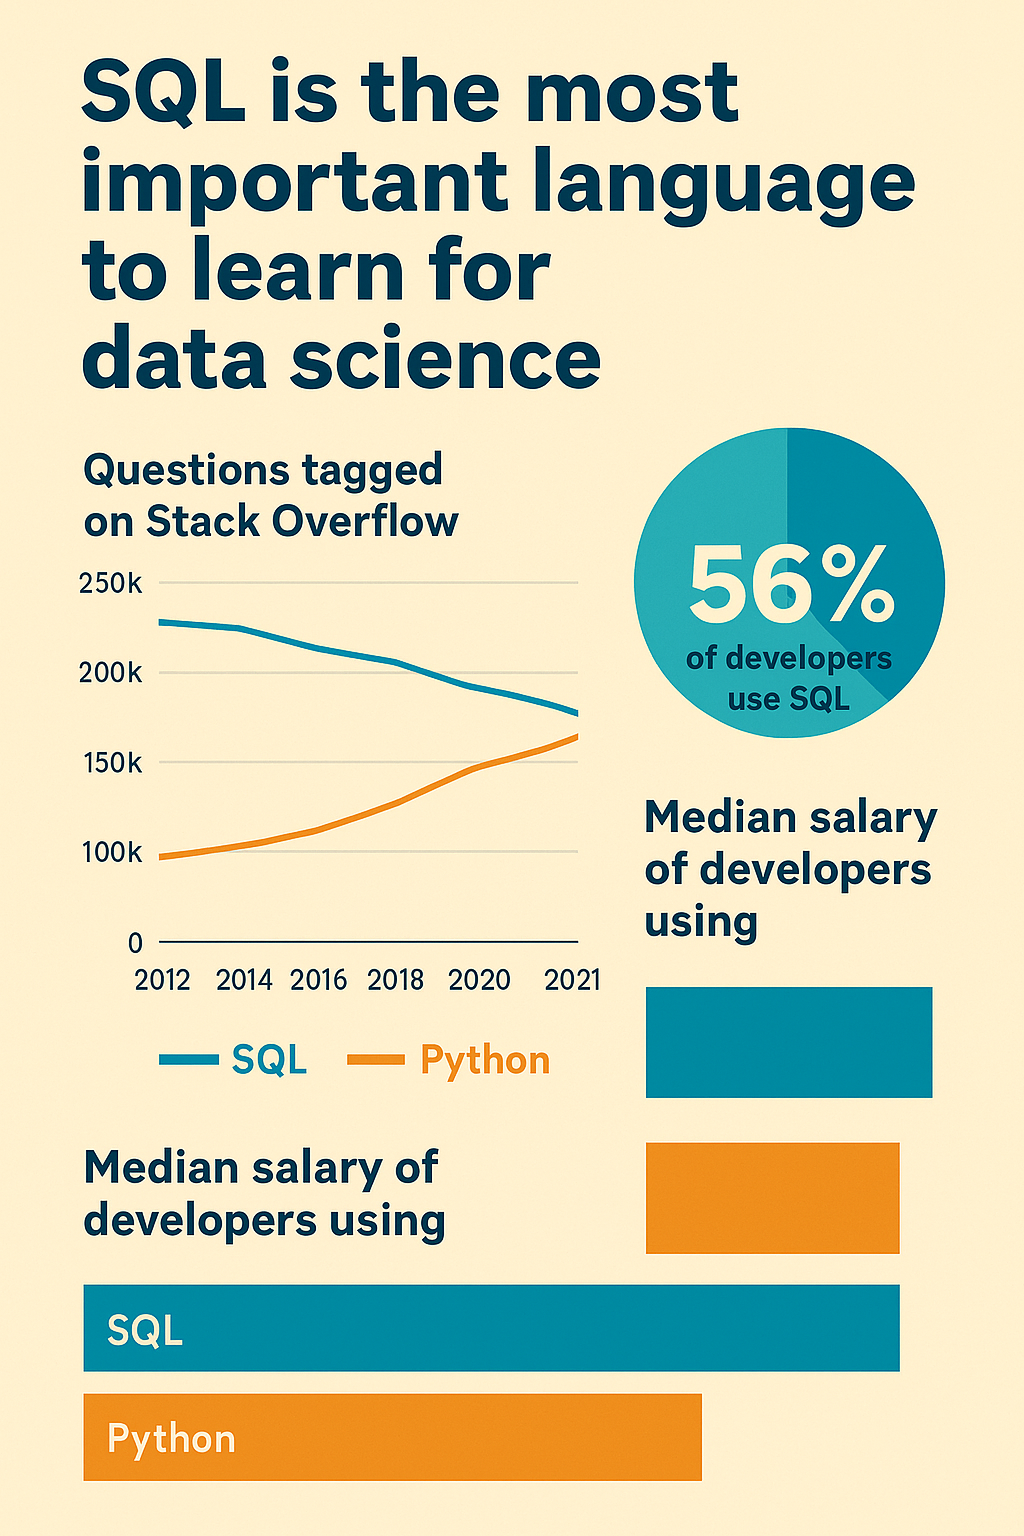 SQL is the most
important language
to learn for
data science
Questions tagged
on Stack Overflow
250k
200k
150k
100k
0
2012 2014 2016 2018 2020 2021
SQL Python
56%
of developers
use SQL
Median salary
of developers
using
Median salary of
developers using
SQL
Python